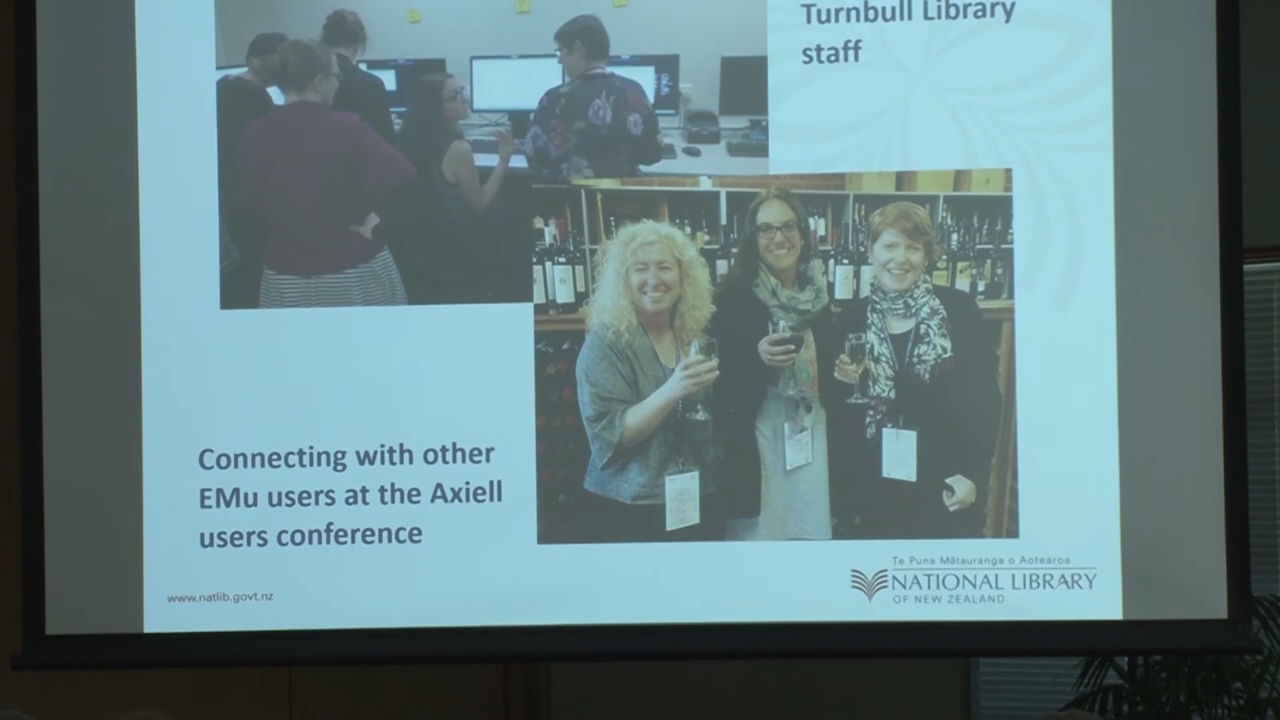 Turnbull Library
staff
Connecting with other
EMu users at the Axiell
users conference
www.natlib.govt.nz
Te Puna Mātauranga o Aotearoa
NATIONAL LIBRARY
OF NEW ZEALAND